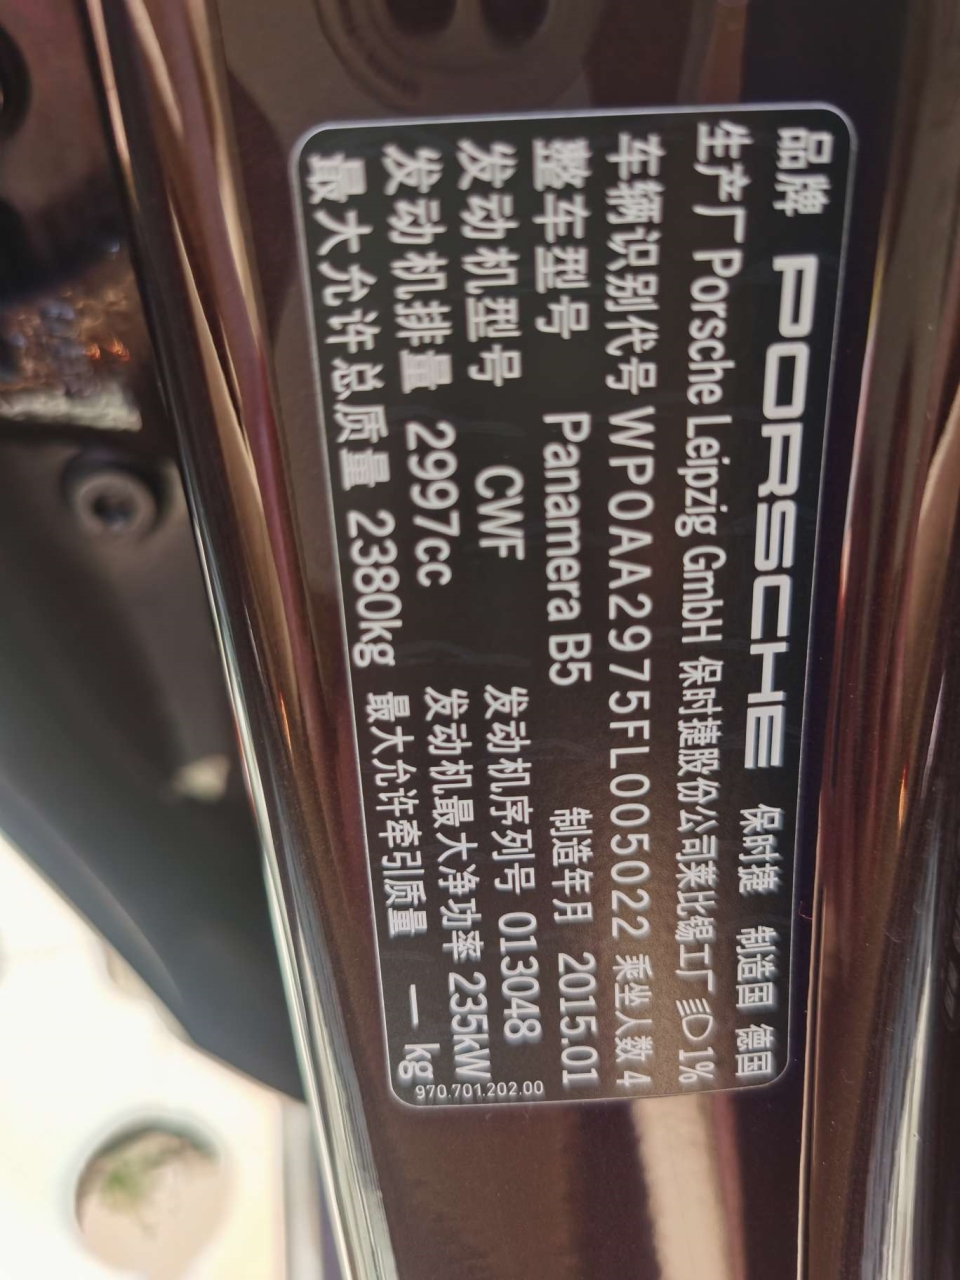 品牌 PORSCHE 保时捷 制造国 德国
生产厂 Porsche Leipzig GmbH 保时捷股份公司莱比锡工厂 1%
车辆识别代号 WP0AA2975FL005022 乘坐人数 4
整车型号 Panamera B5 制造年月 2015.01
发动机型号 CWF 发动机序列号 013048
发动机排量 2997cc 发动机最大净功率 235kW
最大允许总质量 2380kg 最大允许牵引质量 — kg
970.701.202.00